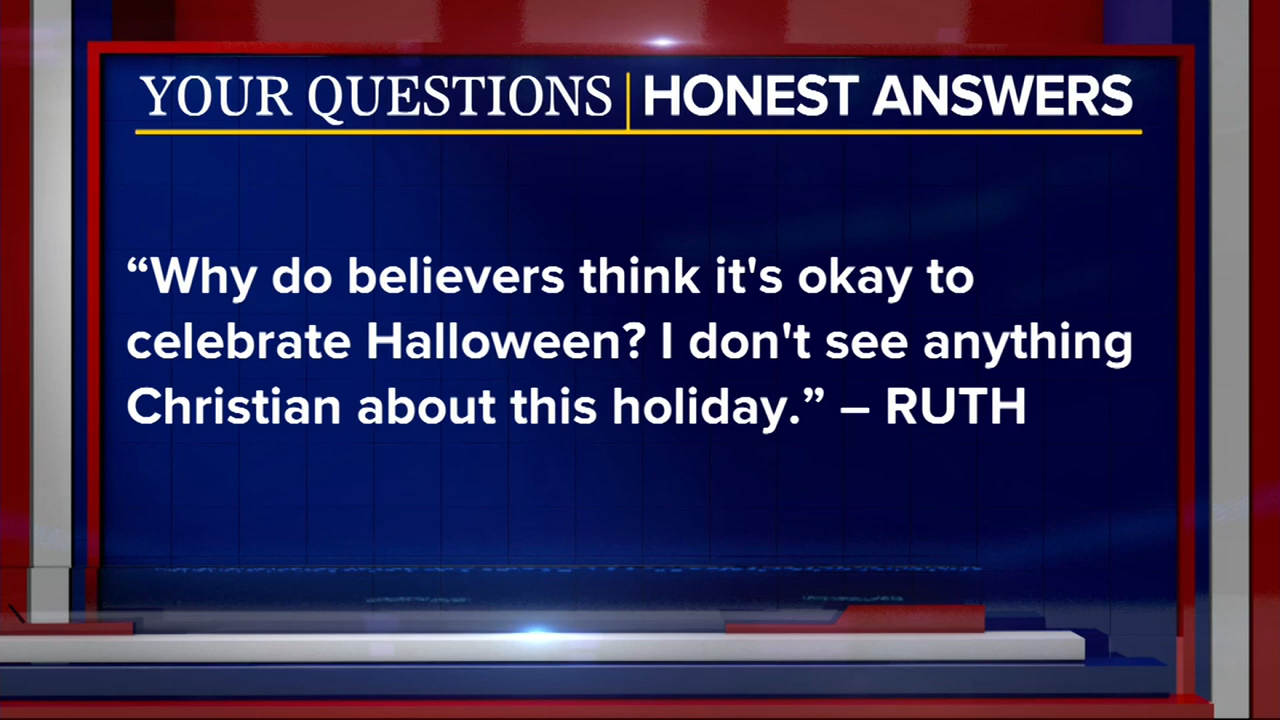 YOUR QUESTIONS | HONEST ANSWERS
“Why do believers think it's okay to
celebrate Halloween? I don't see anything
Christian about this holiday.” – RUTH